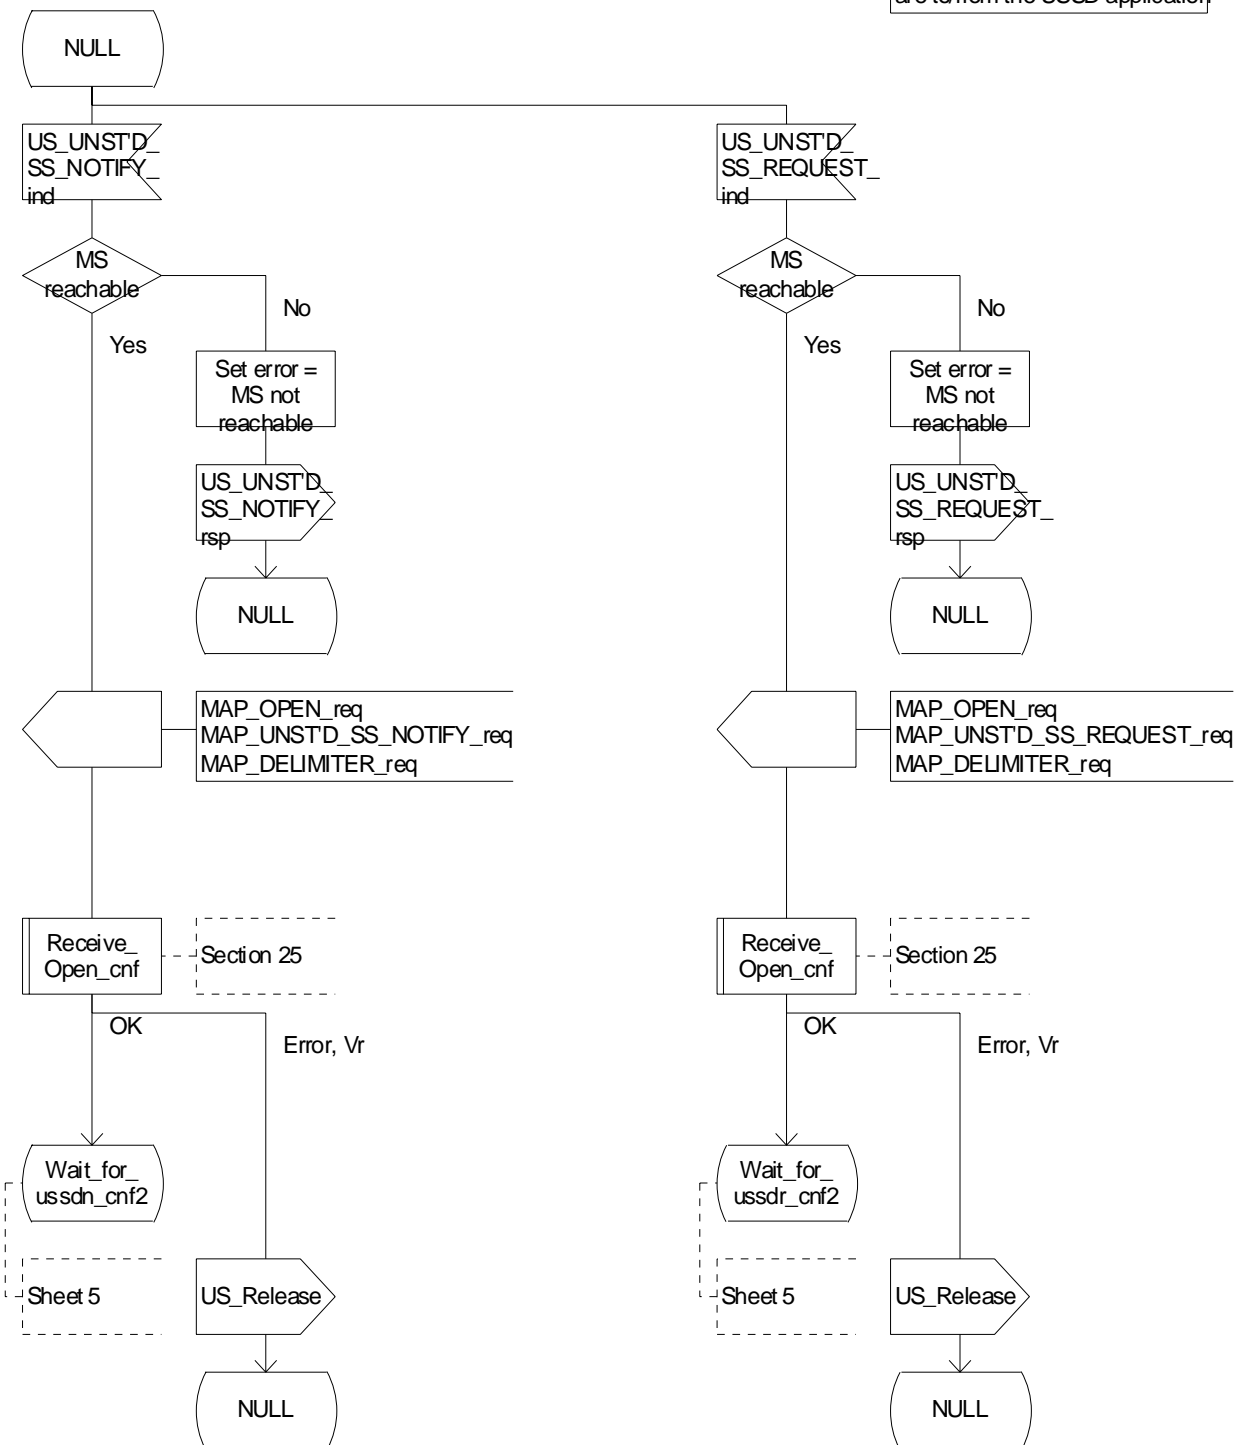 NULL
US_UNST'D_
SS_NOTIFY_
ind
MS
reachable
No
Yes
Set error =
MS not
reachable
US_UNST'D_
SS_NOTIFY_
rsp
NULL
MAP_OPEN_req
MAP_UNST'D_SS_NOTIFY_req
MAP_DELIMITER_req
Receive_
Open_cnf
Section 25
OK
Error, Vr
Wait_for_
ussdn_cnf2
Sheet 5
US_Release
NULL
US_UNST'D_
SS_REQUEST_
ind
MS
reachable
No
Yes
Set error =
MS not
reachable
US_UNST'D_
SS_REQUEST_
rsp
NULL
MAP_OPEN_req
MAP_UNST'D_SS_REQUEST_req
MAP_DELIMITER_req
Receive_
Open_cnf
Section 25
OK
Error, Vr
Wait_for_
ussdr_cnf2
Sheet 5
US_Release
NULL